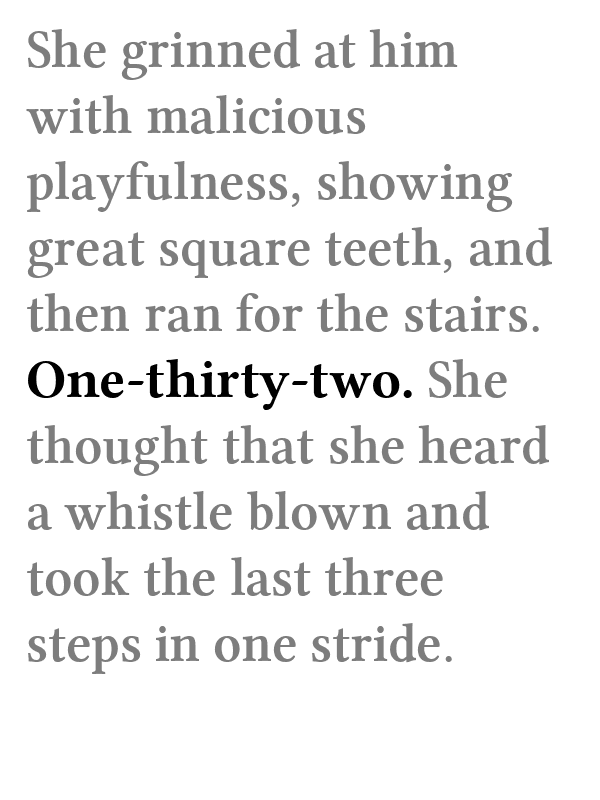 She grinned at him
with malicious
playfulness, showing
great square teeth, and
then ran for the stairs.
One-thirty-two. She
thought that she heard
a whistle blown and
took the last three
steps in one stride.